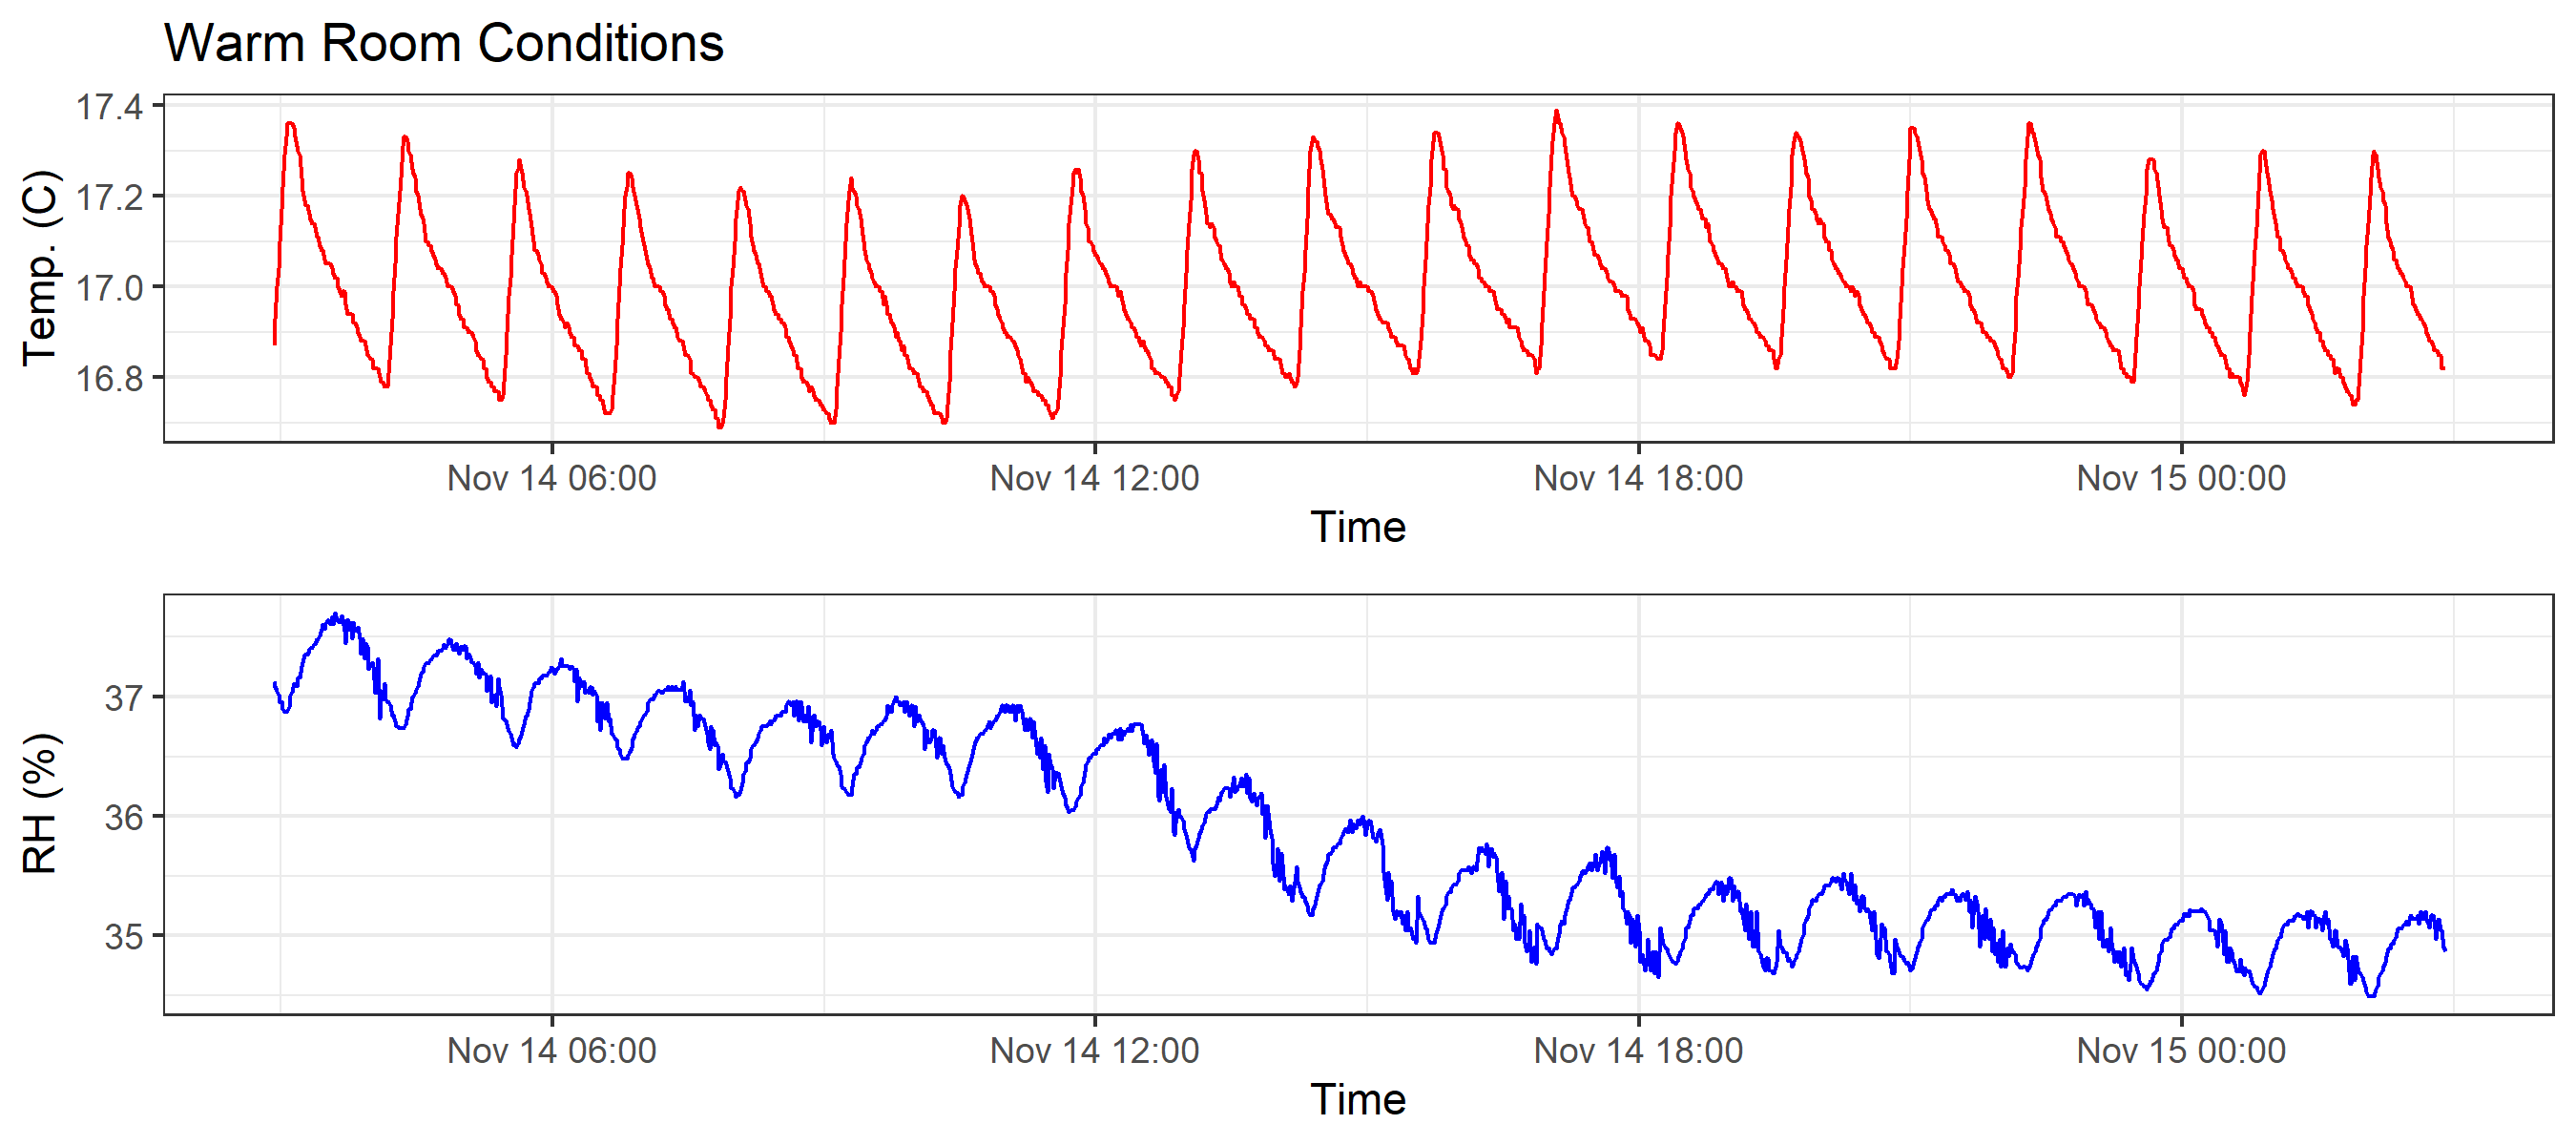 Warm Room Conditions
Temp. (C)
17.4
17.2
17.0
16.8
Nov 14 06:00 Nov 14 12:00 Nov 14 18:00 Nov 15 00:00
Time
RH (%)
37
36
35
Nov 14 06:00 Nov 14 12:00 Nov 14 18:00 Nov 15 00:00
Time